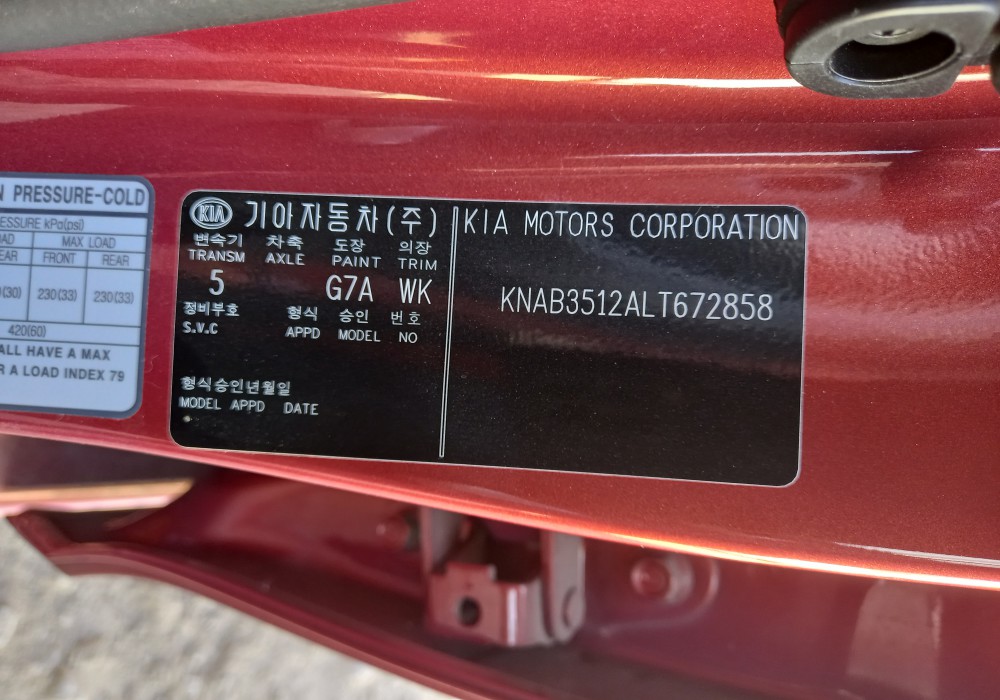 N PRESSURE-COLD
ESSURE kPa(psi)
OAD MAX LOAD
EAR FRONT REAR
(30) 230(33) 230(33)
420(60)
ALL HAVE A MAX
R A LOAD INDEX 79
KIA 기아자동차(주)
변속기 차축 도장 의장
TRANSM AXLE PAINT TRIM
5 G7A WK
정비부호 형식 승인 번호
S.V.C APPD MODEL NO
형식승인년월일
MODEL APPD DATE
KIA MOTORS CORPORATION
KNAB3512ALT672858